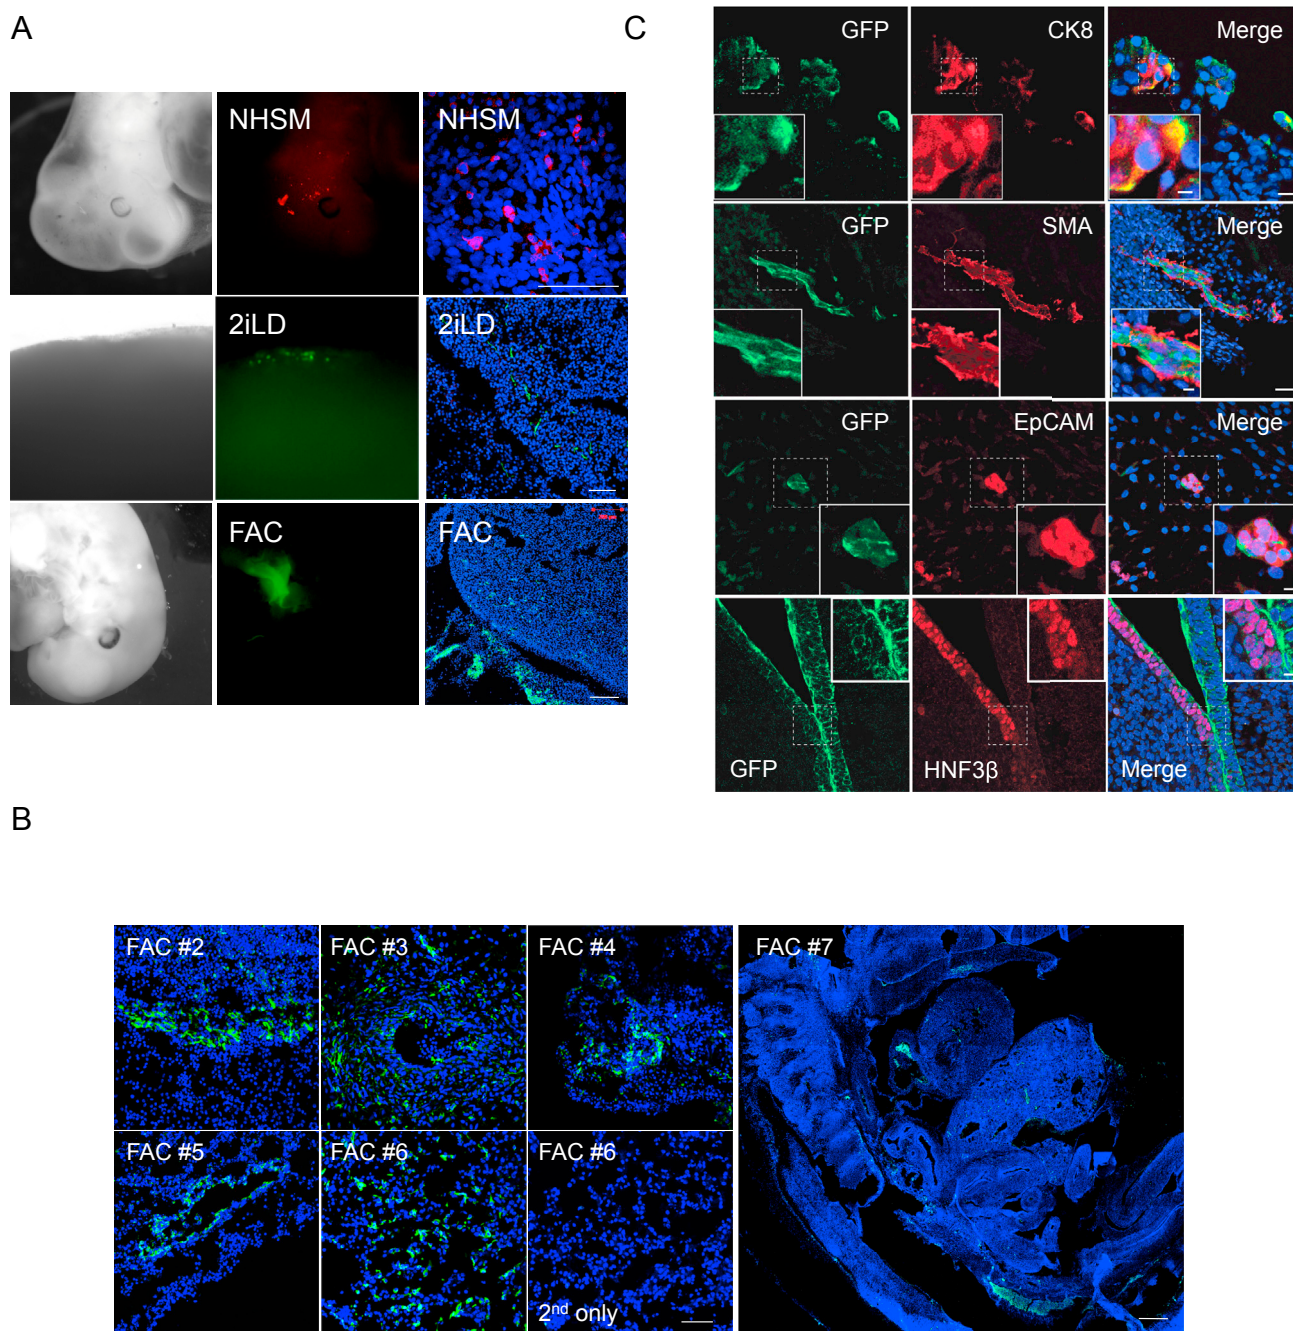 A
NHSM
NHSM
2iLD
2iLD
FAC
FAC
C
GFP
CK8
Merge
GFP
SMA
Merge
GFP
EpCAM
Merge
GFP
HNF3β
Merge
B
FAC #2
FAC #3
FAC #4
FAC #7
FAC #5
FAC #6
FAC #6
2nd only